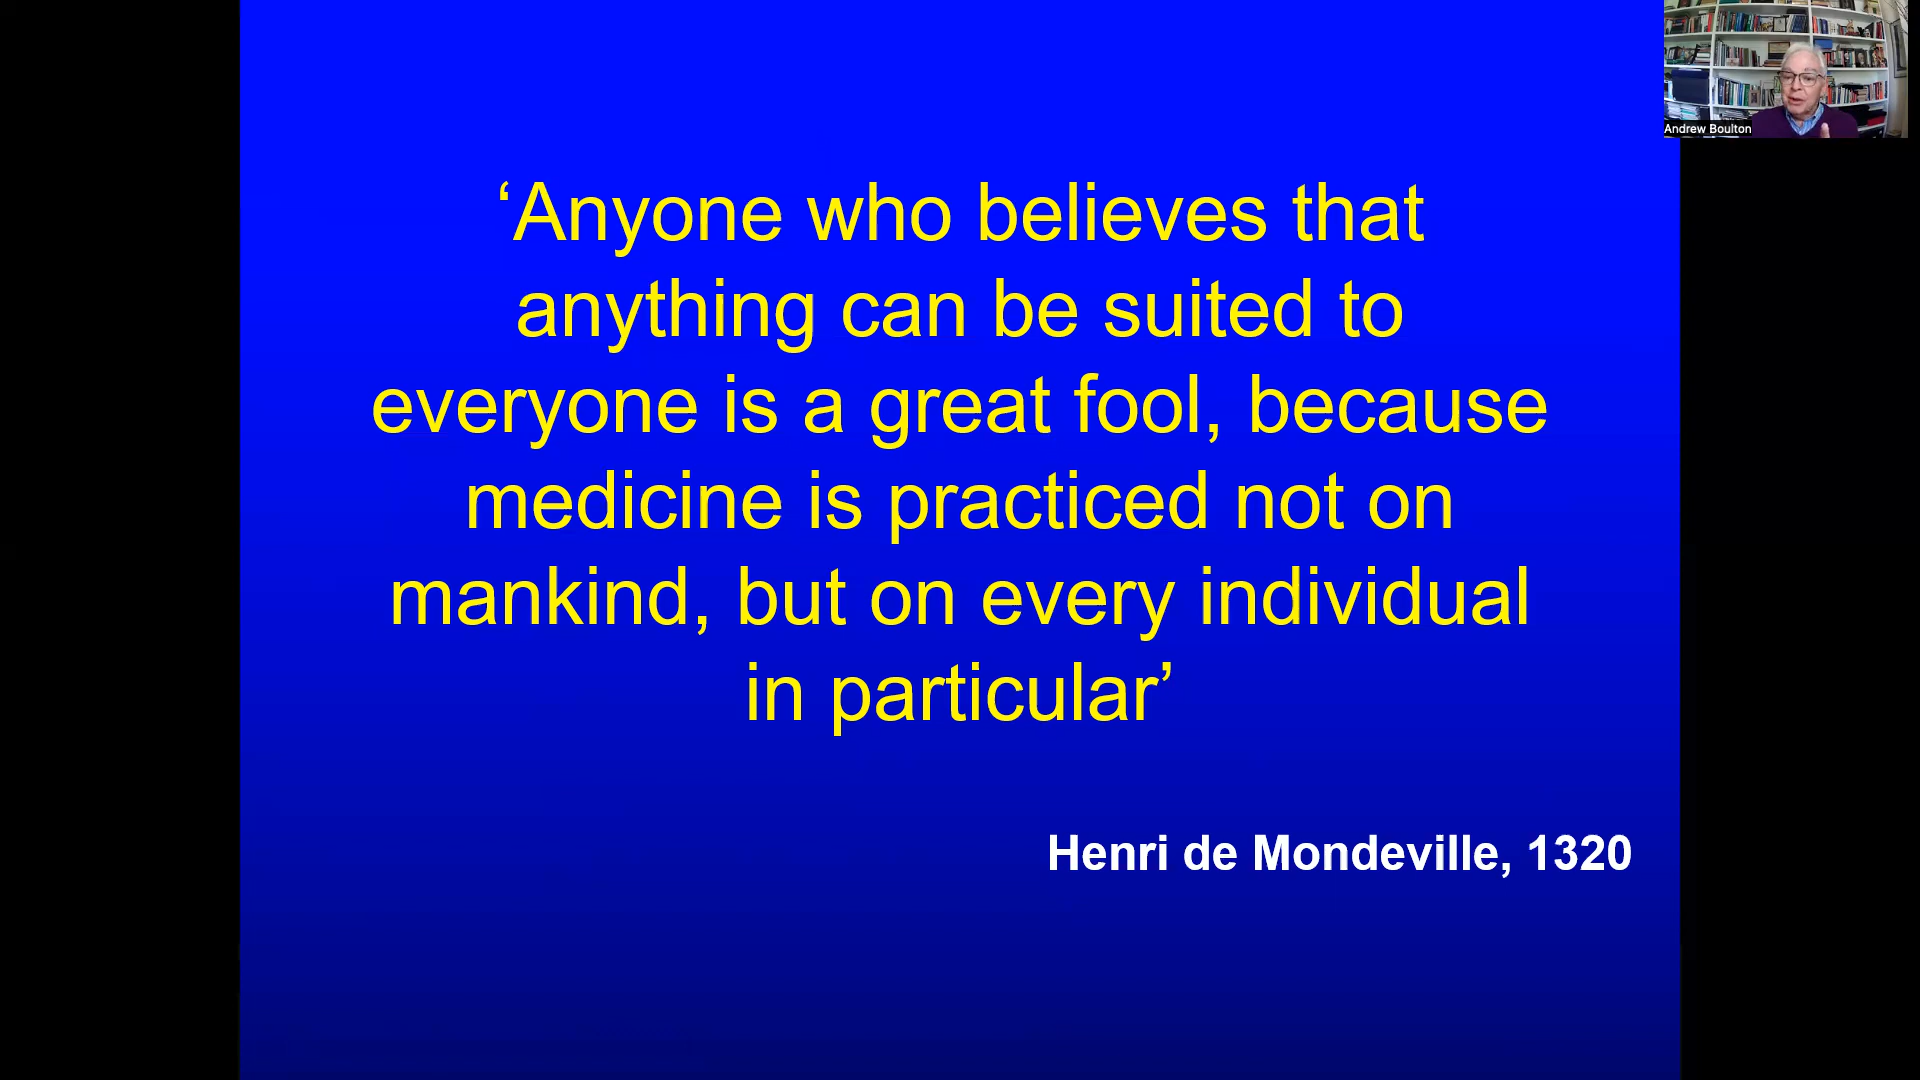 Andrew Boulton
‘Anyone who believes that
anything can be suited to
everyone is a great fool, because
medicine is practiced not on
mankind, but on every individual
in particular’
Henri de Mondeville, 1320